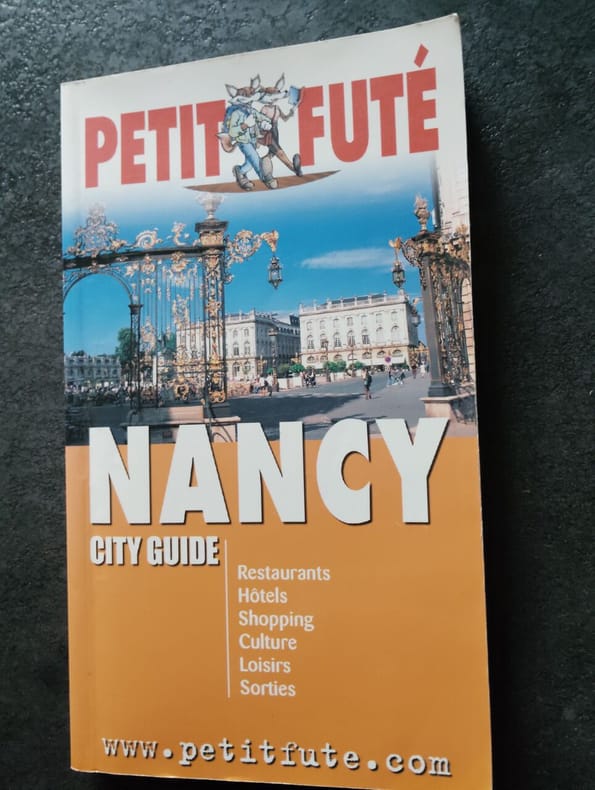 PETIT FUTÉ
NANCY
CITY GUIDE
Restaurants
Hôtels
Shopping
Culture
Loisirs
Sorties
www.petitfute.com